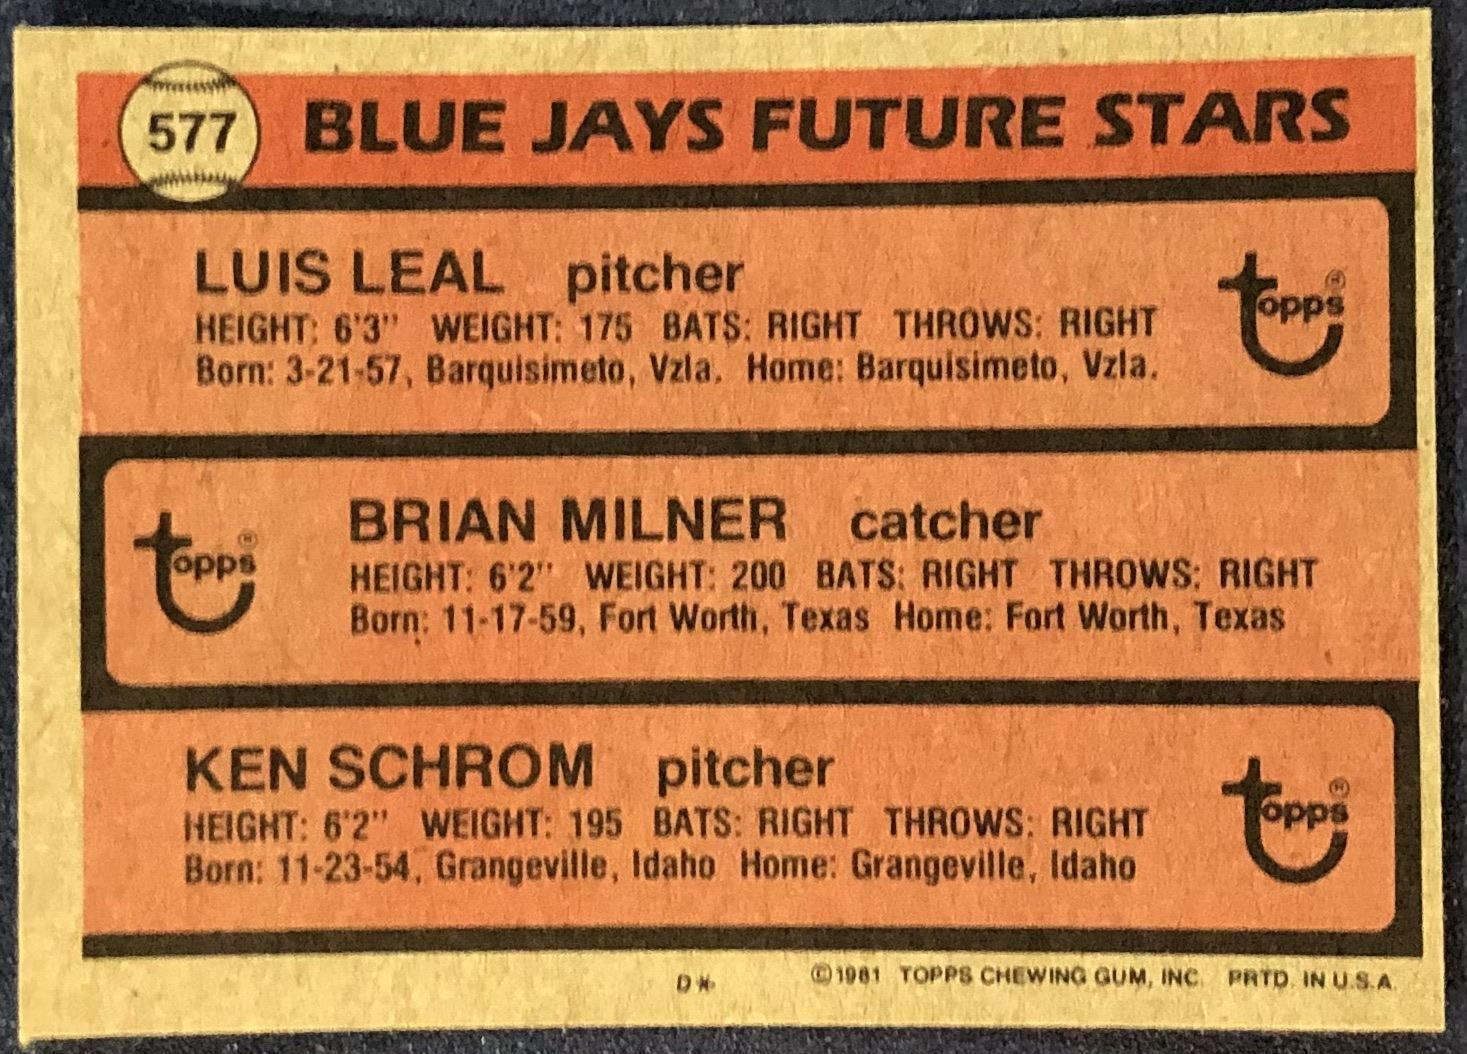 577 BLUE JAYS FUTURE STARS
LUIS LEAL pitcher
HEIGHT: 6'3" WEIGHT: 175 BATS: RIGHT THROWS: RIGHT
Born: 3-21-57, Barquisimeto, Vzla. Home: Barquisimeto, Vzla.
topps®
BRIAN MILNER catcher
HEIGHT: 6'2" WEIGHT: 200 BATS: RIGHT THROWS: RIGHT
Born: 11-17-59, Fort Worth, Texas Home: Fort Worth, Texas
topps®
KEN SCHROM pitcher
HEIGHT: 6'2" WEIGHT: 195 BATS: RIGHT THROWS: RIGHT
Born: 11-23-54, Grangeville, Idaho Home: Grangeville, Idaho
topps®
D* ©1981 TOPPS CHEWING GUM, INC. PRTD. IN U.S.A.